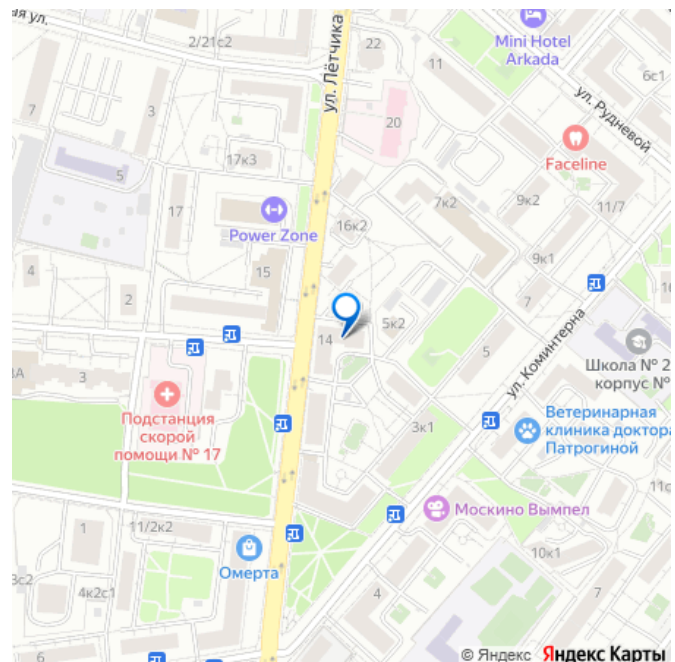 ая ул.
2/21с2
ул. Лётчика
22
11
Mini Hotel
Arkada
6с1
ул. Рудневой
7
3
20
17к3
Faceline
5
17
7к2
9к2
11/7
Power Zone
16к2
4
15
9к1
2
7
16
14
5к2
ул. Коминтерна
5
Школа № 2
корпус №
3А
3
Подстанция
скорой
помощи № 17
3к1
Ветеринарная
клиника доктора
Патрогиной
11с
Москино Вымпел
1
11/2к2
10к1
Омерта
3с2
4к2с1
4
7
6
© Яндекс Яндекс Карты